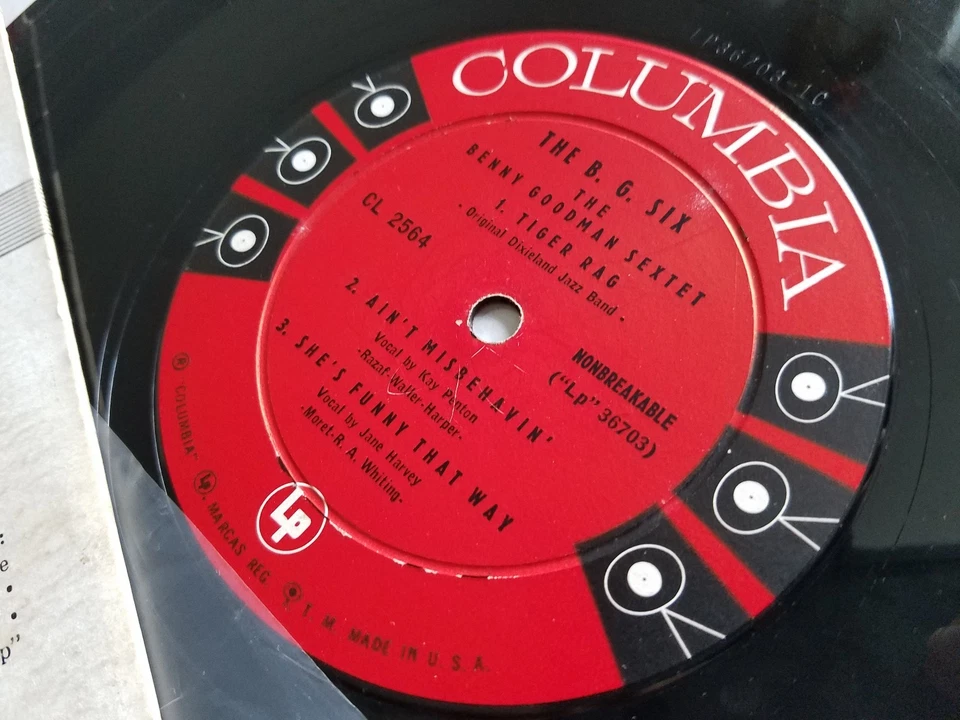 COLUMBIA
THE B. G. SIX
THE
BENNY GOODMAN SEXTET
1. TIGER RAG
- Original Dixieland Jazz Band -
CL 2564
NONBREAKABLE
("Lp" 36703)
2. AIN'T MISBEHAVIN'
Vocal by Kay Penton
-Razaf-Waller-Harper-
3. SHE'S FUNNY THAT WAY
Vocal by Jane Harvey
-Moret-R. A. Whiting-
Lp
® "COLUMBIA" Lp, MARCAS REG. T. M. MADE IN U. S. A.
LP36703-1C
e
p"